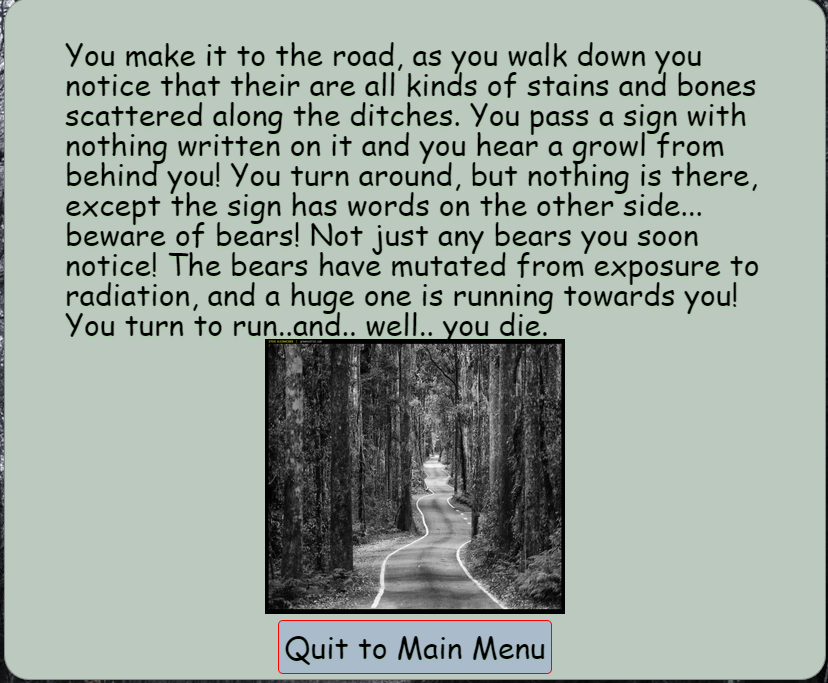 You make it to the road, as you walk down you
notice that their are all kinds of stains and bones
scattered along the ditches. You pass a sign with
nothing written on it and you hear a growl from
behind you! You turn around, but nothing is there,
except the sign has words on the other side...
beware of bears! Not just any bears you soon
notice! The bears have mutated from exposure to
radiation, and a huge one is running towards you!
You turn to run..and.. well.. you die.
Quit to Main Menu